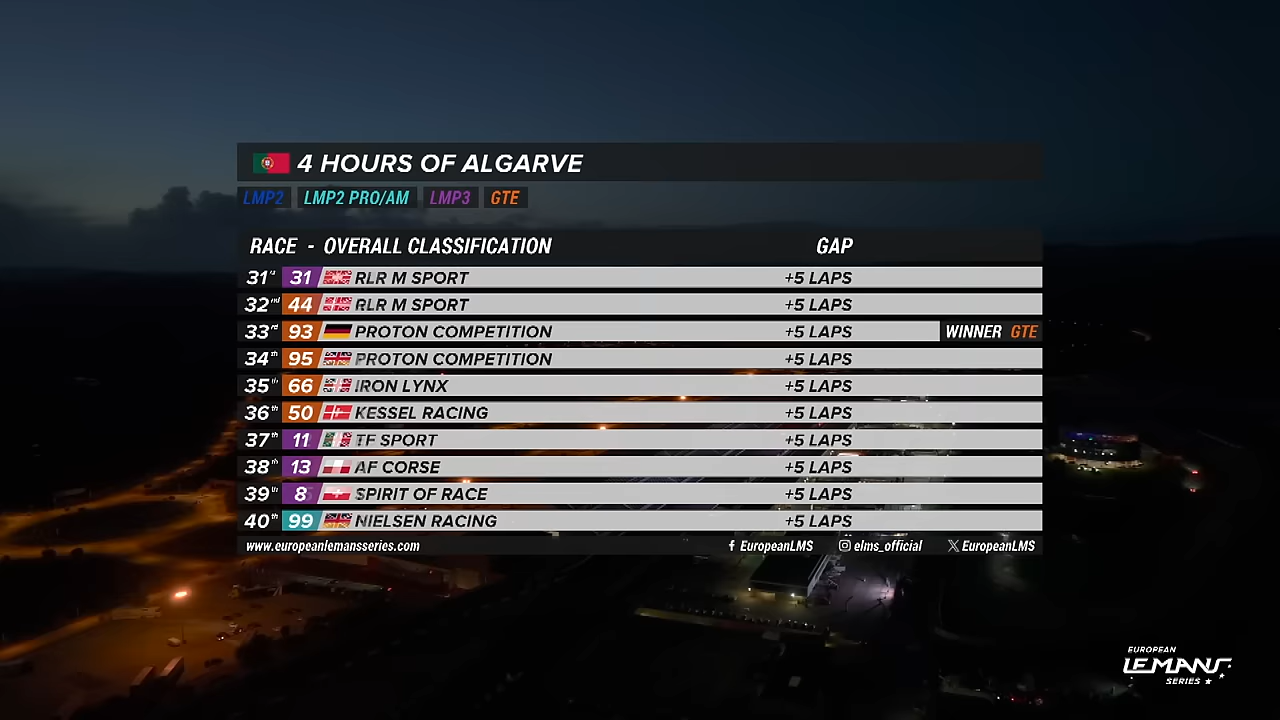 4 HOURS OF ALGARVE
LMP2 LMP2 PRO/AM LMP3 GTE
RACE - OVERALL CLASSIFICATION GAP
31st 31 RLR M SPORT +5 LAPS
32nd 44 RLR M SPORT +5 LAPS
33rd 93 PROTON COMPETITION +5 LAPS WINNER GTE
34th 95 PROTON COMPETITION +5 LAPS
35th 66 IRON LYNX +5 LAPS
36th 50 KESSEL RACING +5 LAPS
37th 11 TF SPORT +5 LAPS
38th 13 AF CORSE +5 LAPS
39th 8 SPIRIT OF RACE +5 LAPS
40th 99 NIELSEN RACING +5 LAPS
www.europeanlemansseries.com EuropeanLMS elms_official EuropeanLMS
EUROPEAN
LEMANS
SERIES